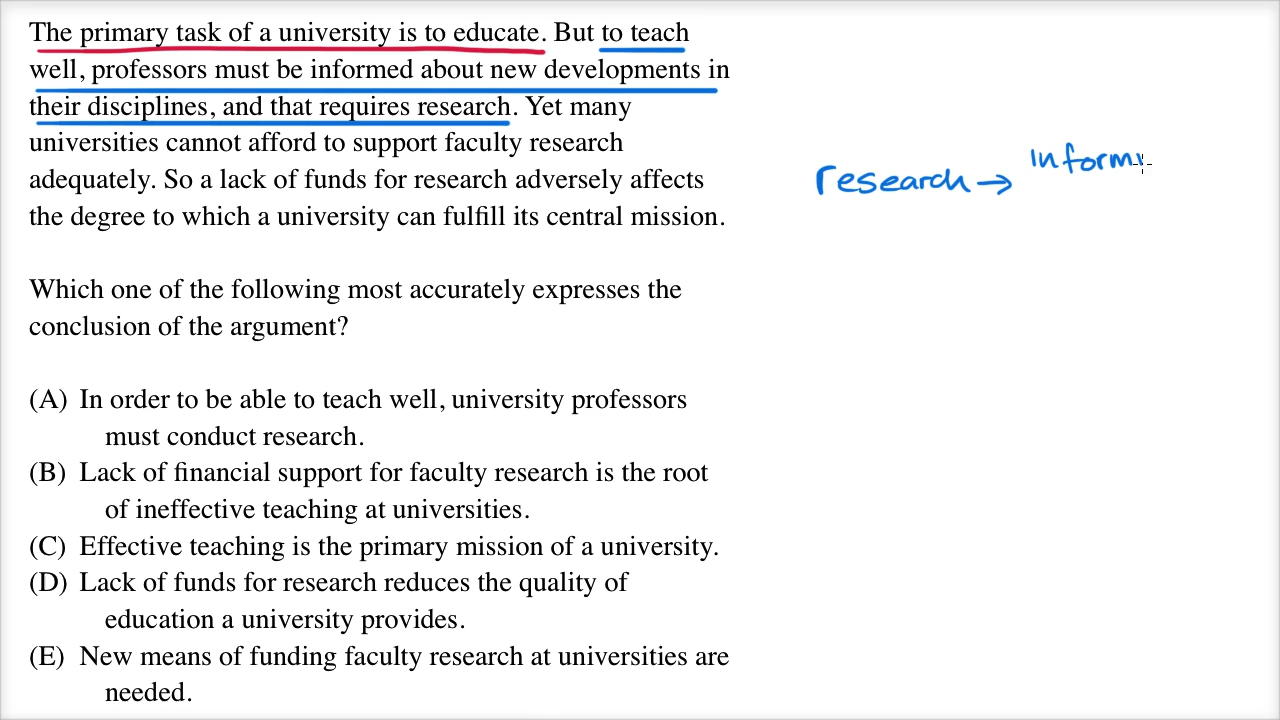 The primary task of a university is to educate. But to teach
well, professors must be informed about new developments in
their disciplines, and that requires research. Yet many
universities cannot afford to support faculty research
adequately. So a lack of funds for research adversely affects
the degree to which a university can fulfill its central mission.
research → inform
Which one of the following most accurately expresses the
conclusion of the argument?
(A) In order to be able to teach well, university professors
must conduct research.
(B) Lack of financial support for faculty research is the root
of ineffective teaching at universities.
(C) Effective teaching is the primary mission of a university.
(D) Lack of funds for research reduces the quality of
education a university provides.
(E) New means of funding faculty research at universities are
needed.